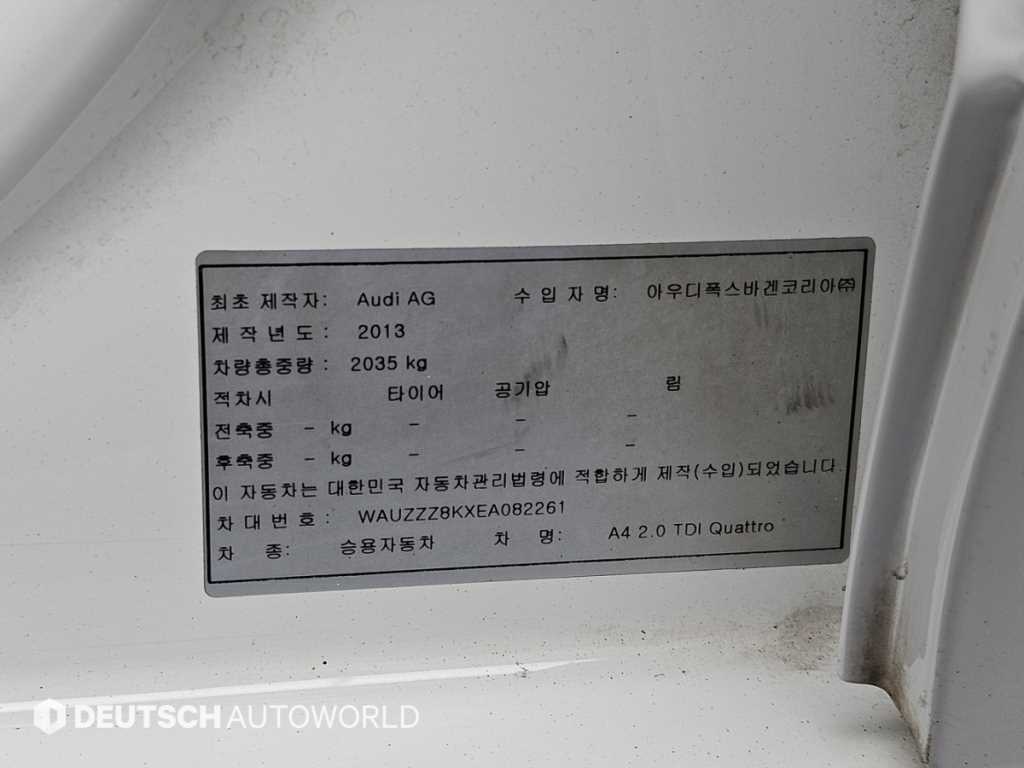 최초 제작자: Audi AG 수 입 자 명: 아우디폭스바겐코리아㈜
제 작 년 도 : 2013
차량총중량 : 2035 kg
적차시 타이어 공기압 림
전축중 - kg - - -
후축중 - kg - - -
이 자동차는 대한민국 자동차관리법령에 적합하게 제작(수입)되었습니다.
차 대 번 호 : WAUZZZ8KXEA082261
차 종: 승용자동차 차 명: A4 2.0 TDI Quattro
DEUTSCH AUTOWORLD